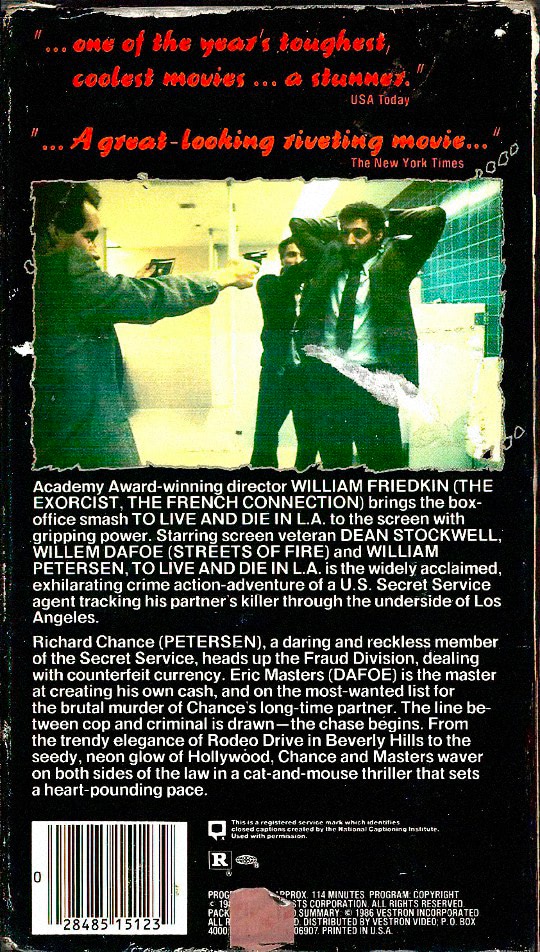 "... one of the year's toughest,
coolest movies ... a stunner."
USA Today
"... A great-looking riveting movie..."
The New York Times
Academy Award-winning director WILLIAM FRIEDKIN (THE
EXORCIST, THE FRENCH CONNECTION) brings the box-
office smash TO LIVE AND DIE IN L.A. to the screen with
gripping power. Starring screen veteran DEAN STOCKWELL,
WILLEM DAFOE (STREETS OF FIRE) and WILLIAM
PETERSEN, TO LIVE AND DIE IN L.A. is the widely acclaimed,
exhilarating crime action-adventure of a U.S. Secret Service
agent tracking his partner's killer through the underside of Los
Angeles.
Richard Chance (PETERSEN), a daring and reckless member
of the Secret Service, heads up the Fraud Division, dealing
with counterfeit currency. Eric Masters (DAFOE) is the master
at creating his own cash, and on the most-wanted list for
the brutal murder of Chance's long-time partner. The line be-
tween cop and criminal is drawn—the chase begins. From
the trendy elegance of Rodeo Drive in Beverly Hills to the
seedy, neon glow of Hollywood, Chance and Masters waver
on both sides of the law in a cat-and-mouse thriller that sets
a heart-pounding pace.
This is a registered service mark which identifies
closed captions created by the National Captioning Institute.
Used with permission.
R
0
28485 15123
APPROX. 114 MINUTES. PROGRAM: COPYRIGHT
CORPORATION. ALL RIGHTS RESERVED.
SUMMARY: © 1986 VESTRON INCORPORATED
DISTRIBUTED BY VESTRON VIDEO, P.O. BOX
4000, 06907. PRINTED IN U.S.A.